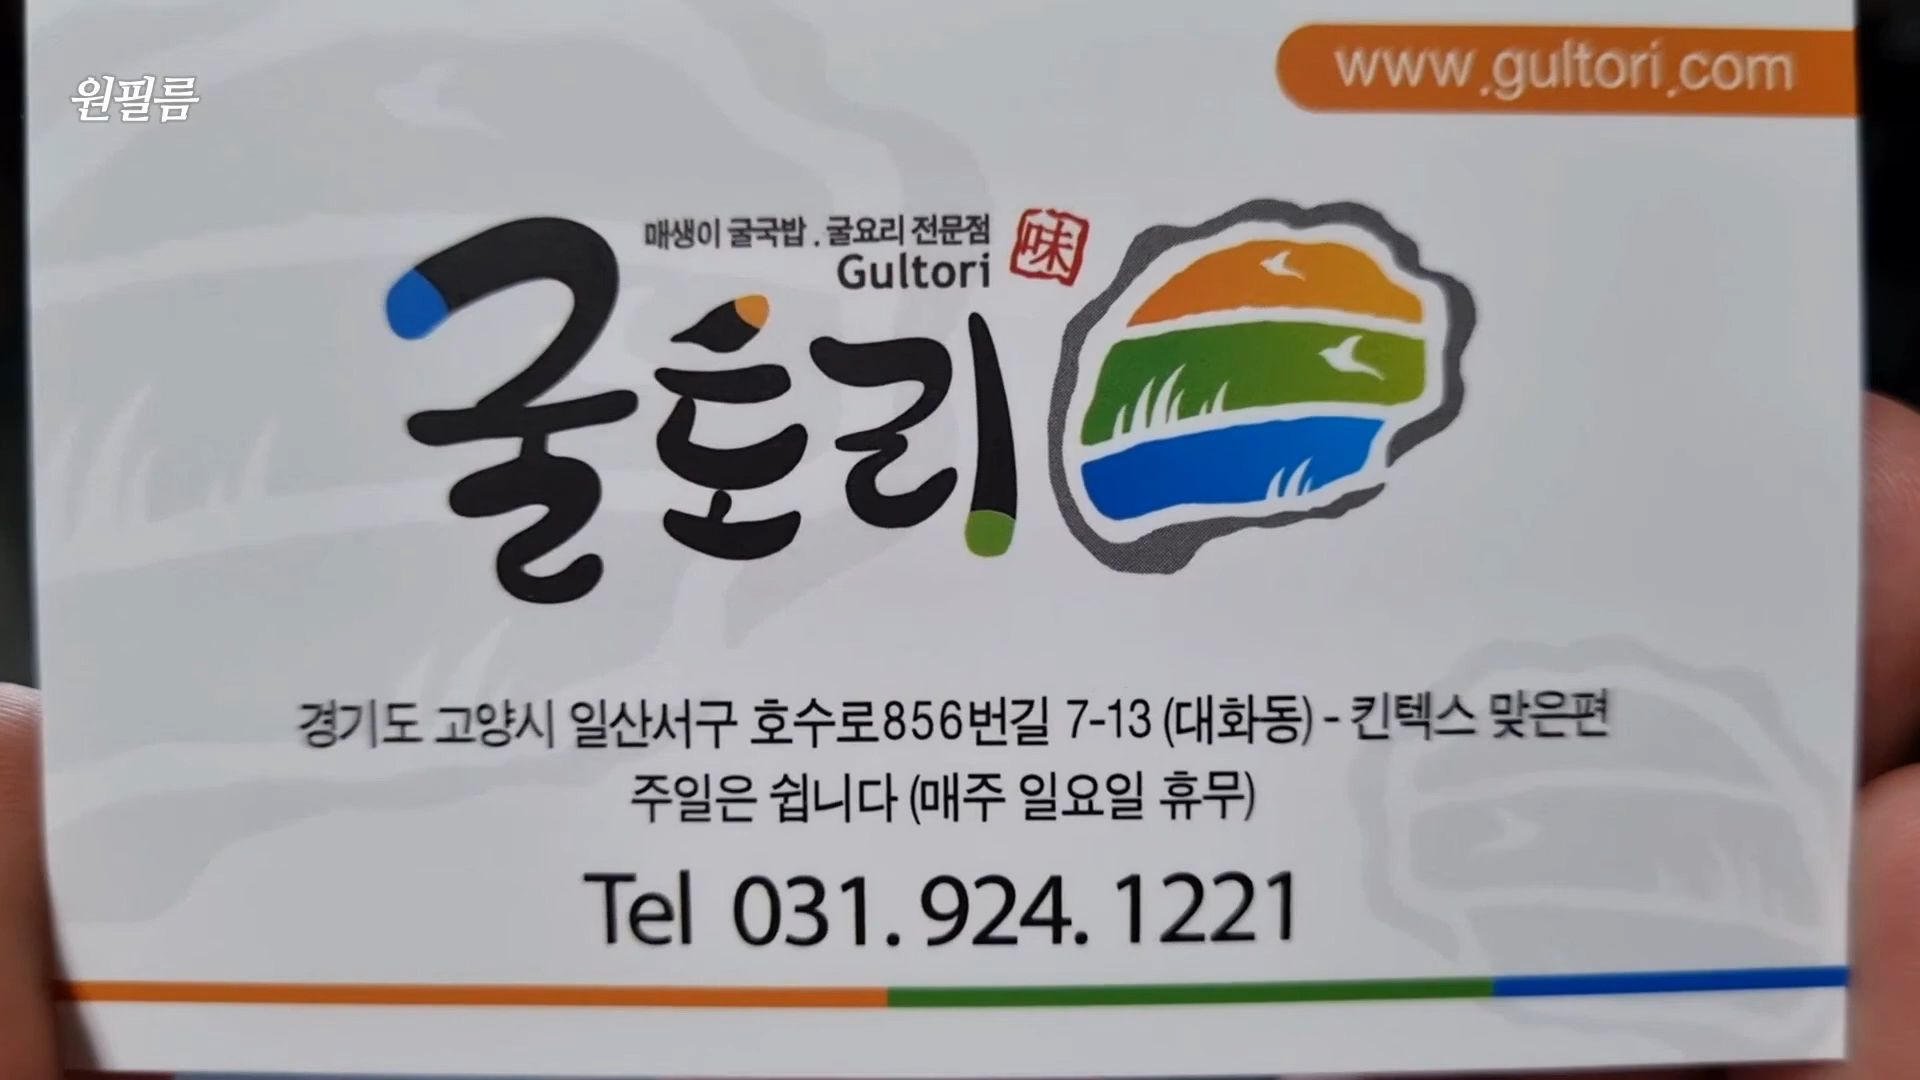 원필름
www.gultori.com
매생이 굴국밥 . 굴요리 전문점
Gultori
味
굴토리
경기도 고양시 일산서구 호수로856번길 7-13 (대화동) - 킨텍스 맞은편
주일은 쉽니다 (매주 일요일 휴무)
Tel 031. 924. 1221